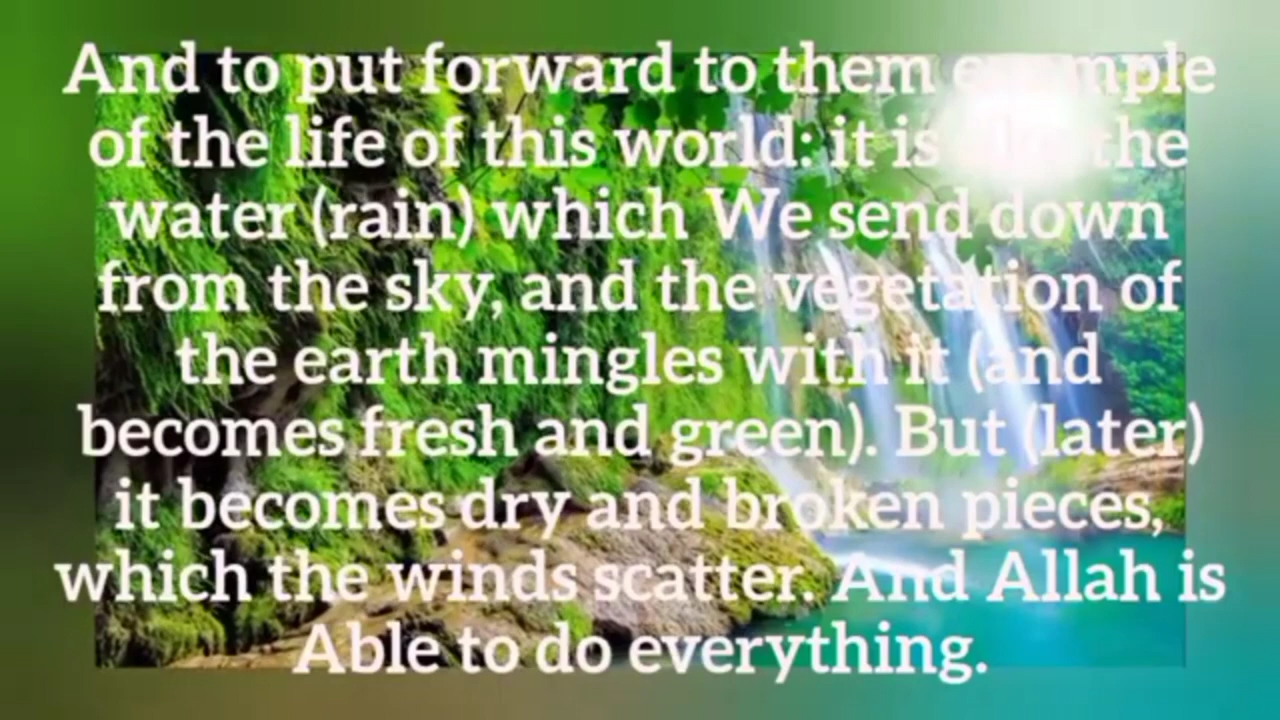 And to put forward to them example
of the life of this world: it is like the
water (rain) which We send down
from the sky, and the vegetation of
the earth mingles with it (and
becomes fresh and green). But (later)
it becomes dry and broken pieces,
which the winds scatter. And Allah is
Able to do everything.